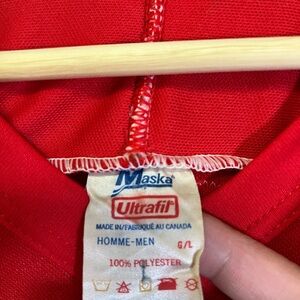 Maska
Ultrafil
MADE IN/FABRIQUÉ AU CANADA
HOMME-MEN G/L
100% POLYESTER